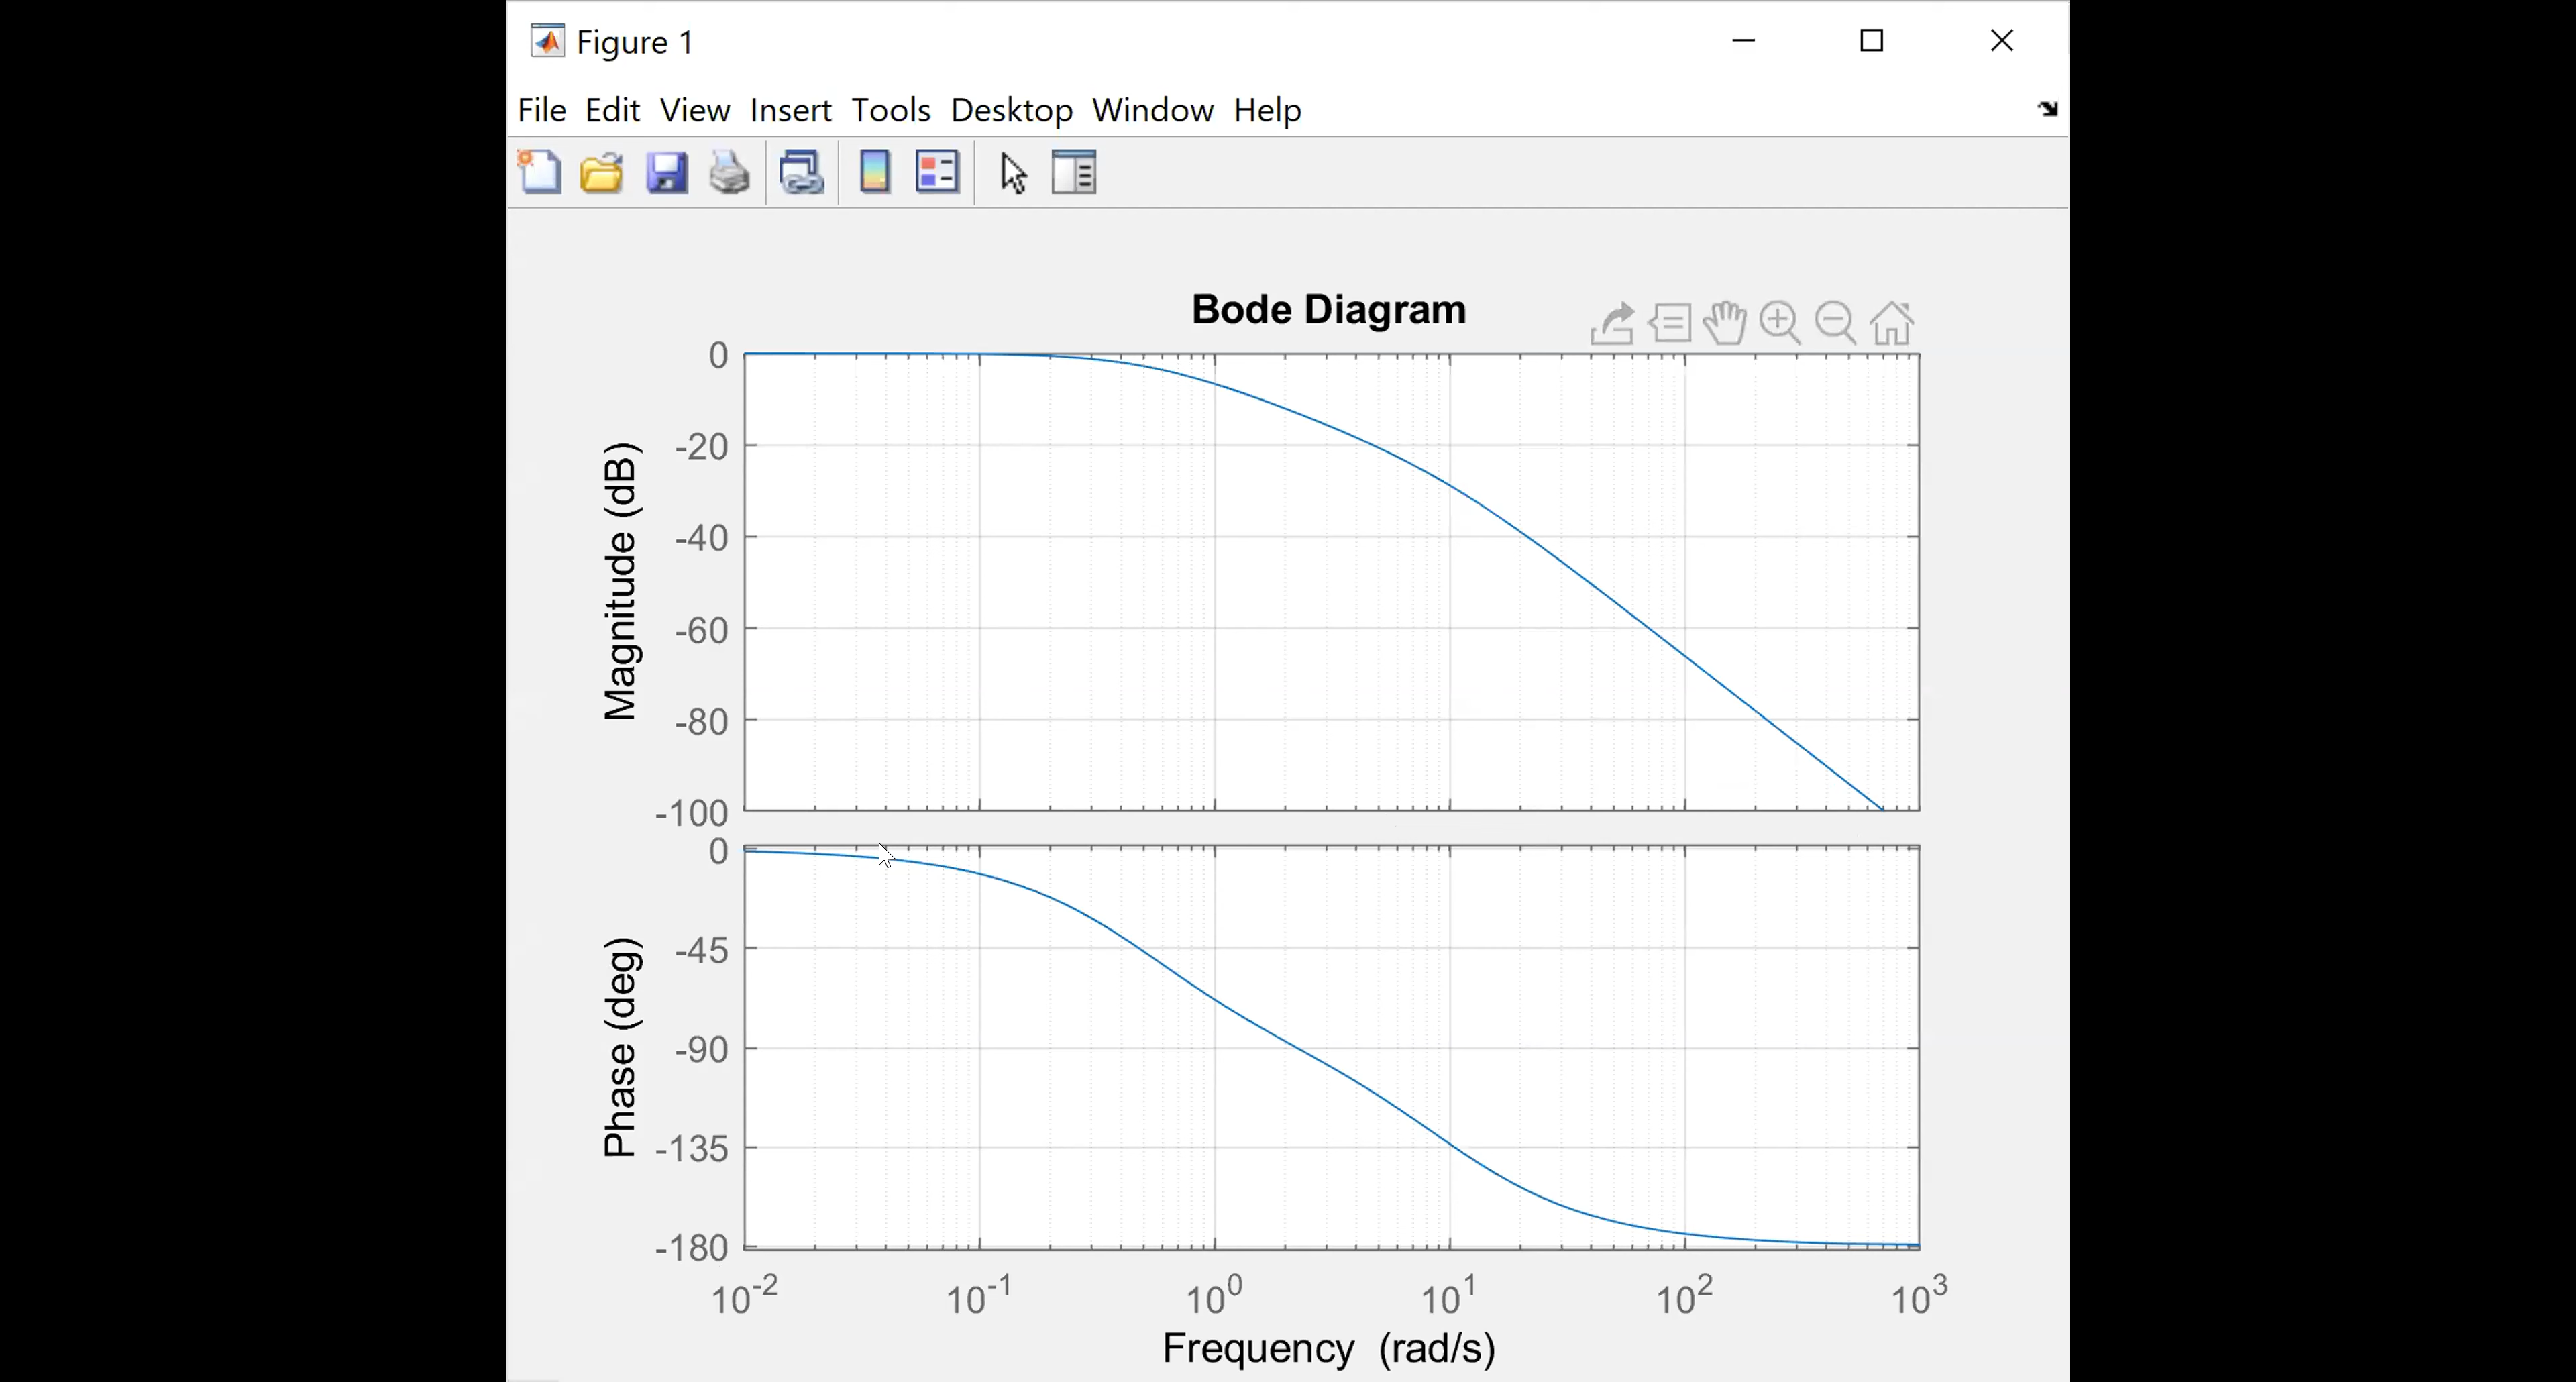 Figure 1
File Edit View Insert Tools Desktop Window Help
Bode Diagram
Magnitude (dB)
0
-20
-40
-60
-80
-100
Phase (deg)
0
-45
-90
-135
-180
10^-2 10^-1 10^0 10^1 10^2 10^3
Frequency (rad/s)